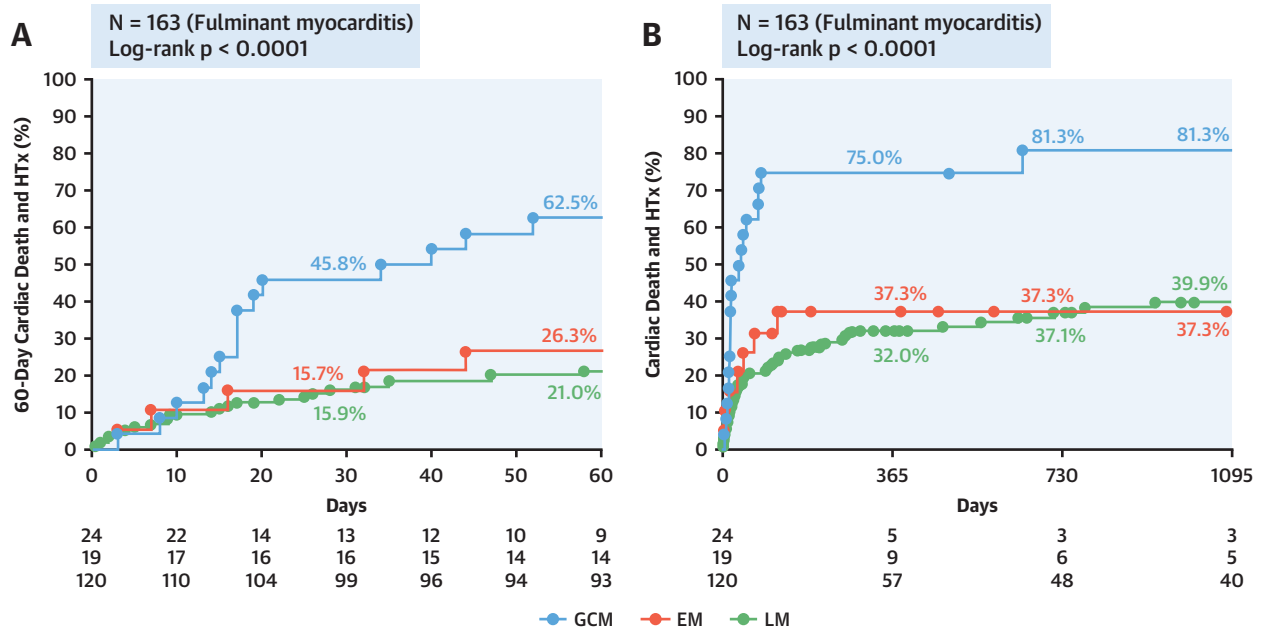 A
N = 163 (Fulminant myocarditis)
Log-rank p < 0.0001
60-Day Cardiac Death and HTx (%)
100
90
80
70
60
50
40
30
20
10
0
62.5%
45.8%
26.3%
15.7%
15.9%
21.0%
0 10 20 30 40 50 60
Days
24 22 14 13 12 10 9
19 17 16 16 15 14 14
120 110 104 99 96 94 93
B
N = 163 (Fulminant myocarditis)
Log-rank p < 0.0001
Cardiac Death and HTx (%)
100
90
80
70
60
50
40
30
20
10
0
75.0% 81.3% 81.3%
37.3% 37.3% 39.9%
32.0% 37.1% 37.3%
0 365 730 1095
Days
24 5 3 3
19 9 6 5
120 57 48 40
GCM EM LM